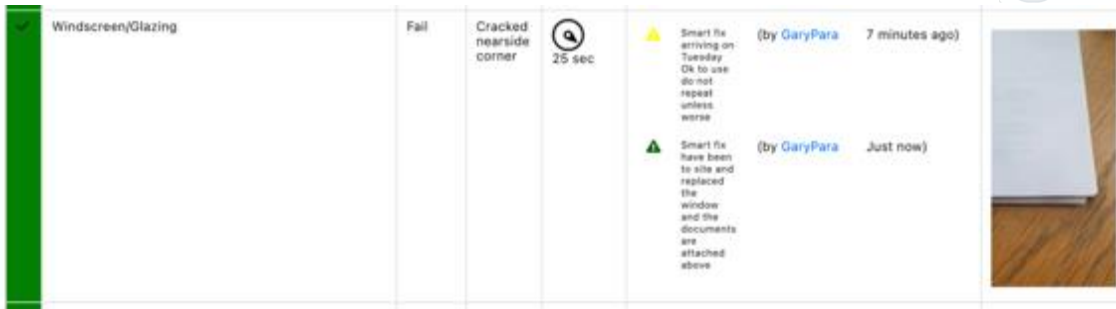 Windscreen/Glazing
Fail
Cracked
nearside
corner
25 sec
Smart fix
arriving on
Tuesday
Ok to use
do not
repeat
unless
worse
(by GaryPara
7 minutes ago)
Smart fix
have been
to site and
replaced
the
window
and the
documents
are
attached
above
(by GaryPara
Just now)